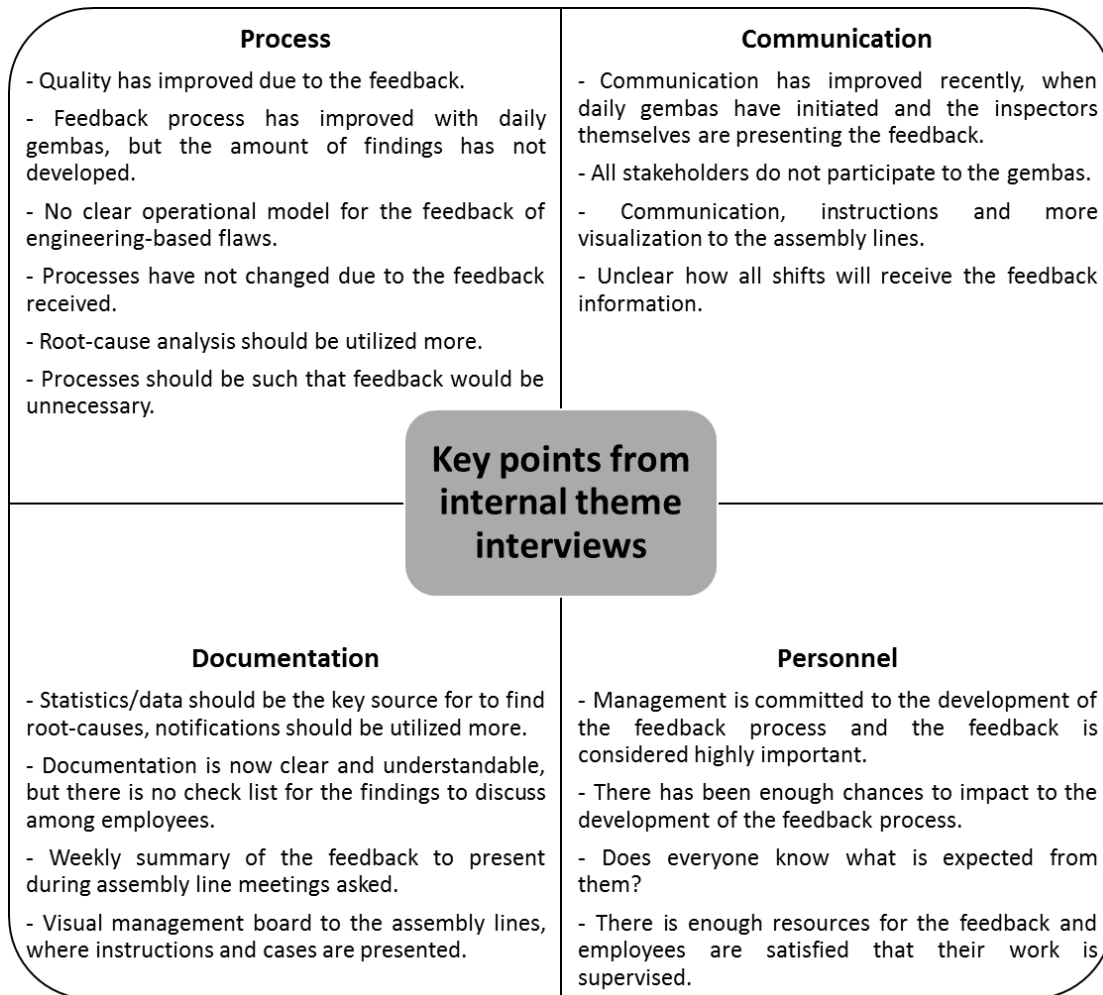 Process
- Quality has improved due to the feedback.
- Feedback process has improved with daily
gembas, but the amount of findings has not
developed.
- No clear operational model for the feedback of
engineering-based flaws.
- Processes have not changed due to the feedback
received.
- Root-cause analysis should be utilized more.
- Processes should be such that feedback would be
unnecessary.
Communication
- Communication has improved recently, when
daily gembas have initiated and the inspectors
themselves are presenting the feedback.
- All stakeholders do not participate to the gembas.
- Communication, instructions and more
visualization to the assembly lines.
- Unclear how all shifts will receive the feedback
information.
Key points from
internal theme
interviews
Documentation
- Statistics/data should be the key source for to find
root-causes, notifications should be utilized more.
- Documentation is now clear and understandable,
but there is no check list for the findings to discuss
among employees.
- Weekly summary of the feedback to present
during assembly line meetings asked.
- Visual management board to the assembly lines,
where instructions and cases are presented.
Personnel
- Management is committed to the development of
the feedback process and the feedback is
considered highly important.
- There has been enough chances to impact to the
development of the feedback process.
- Does everyone know what is expected from
them?
- There is enough resources for the feedback and
employees are satisfied that their work is
supervised.